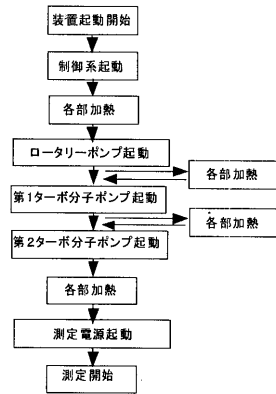 装置起動開始
制御系起動
各部加熱
ロータリーポンプ起動
各部加熱
第1ターボ分子ポンプ起動
各部加熱
第2ターボ分子ポンプ起動
各部加熱
測定電源起動
測定開始